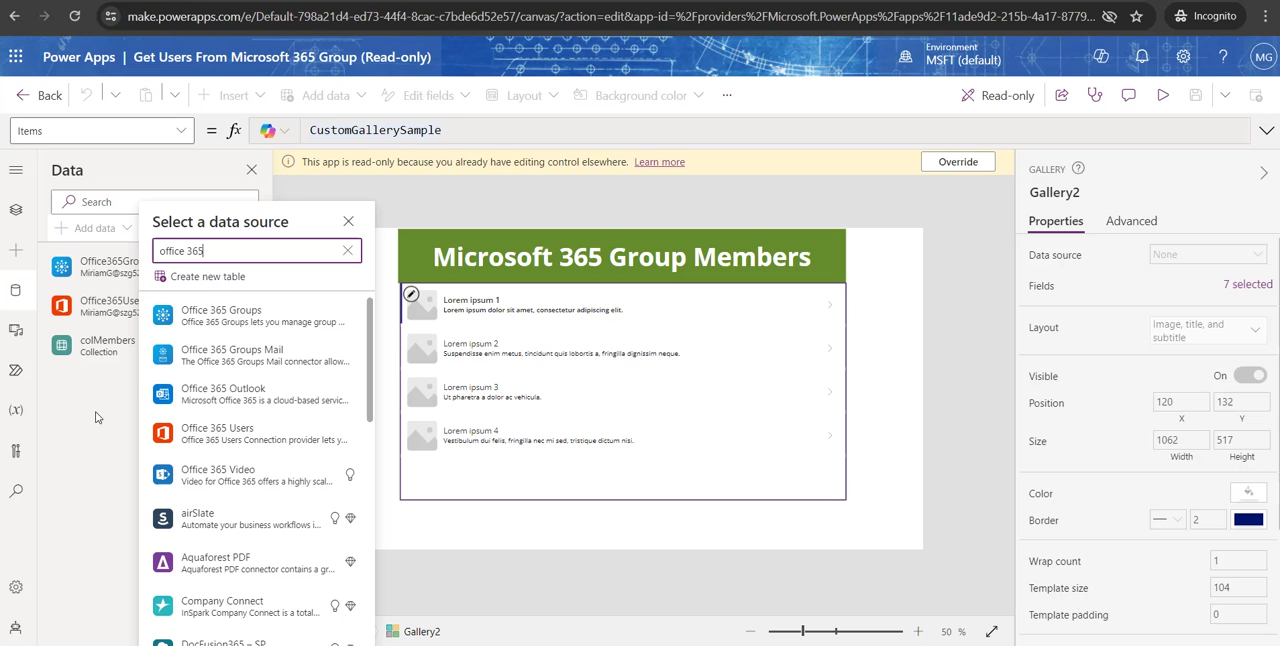 make.powerapps.com/e/Default-798a21d4-ed73-44f4-8cac-c7bde6d52e57/canvas/?action=edit&app-id=%2Fproviders%2FMicrosoft.PowerApps%2Fapps%2F11ade9d2-215b-4a17-8779...
Incognito
Power Apps | Get Users From Microsoft 365 Group (Read-only)
Environment
MSFT (default)
MG
Back
Insert
Add data
Edit fields
Layout
Background color
...
Read-only
Items
= fx
CustomGallerySample
Data
Search
Add data
Office365Gro
MiriamG@szg5
Office365Use
MiriamG@szg5
colMembers
Collection
Select a data source
office 365
Create new table
Office 365 Groups
Office 365 Groups lets you manage group ...
Office 365 Groups Mail
The Office 365 Groups Mail connector allow...
Office 365 Outlook
Microsoft Office 365 is a cloud-based servic...
Office 365 Users
Office 365 Users Connection provider lets y...
Office 365 Video
Video for Office 365 offers a highly scal...
airSlate
Automate your business workflows i...
Aquaforest PDF
Aquaforest PDF connector contains a gr...
Company Connect
InSpark Company Connect is a total...
DocFusion365 – SP
This app is read-only because you already have editing control elsewhere. Learn more
Override
Microsoft 365 Group Members
Lorem ipsum 1
Lorem ipsum dolor sit amet, consectetur adipiscing elit.
Lorem ipsum 2
Suspendisse enim metus, tincidunt quis lobortis a, fringilla dignissim neque.
Lorem ipsum 3
Ut pharetra a dolor ac vehicula.
Lorem ipsum 4
Vestibulum dui felis, fringilla nec mi sed, tristique dictum nisi.
Gallery2
50 %
GALLERY
Gallery2
Properties
Advanced
Data source
None
Fields
7 selected
Layout
Image, title, and
subtitle
Visible
On
Position
120
132
X
Y
Size
1062
517
Width
Height
Color
Border
2
Wrap count
1
Template size
104
Template padding
0